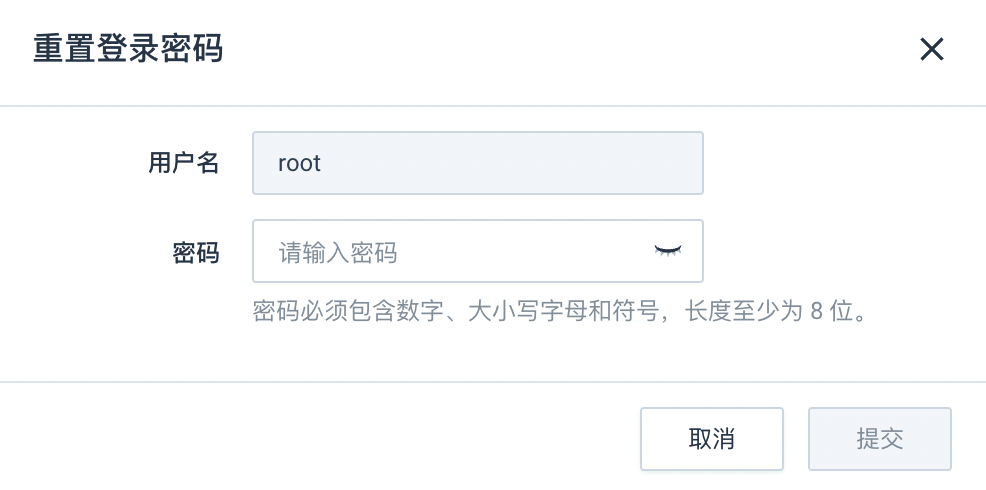 重置登录密码
用户名 root
密码 请输入密码
密码必须包含数字、大小写字母和符号，长度至少为 8 位。
取消 提交